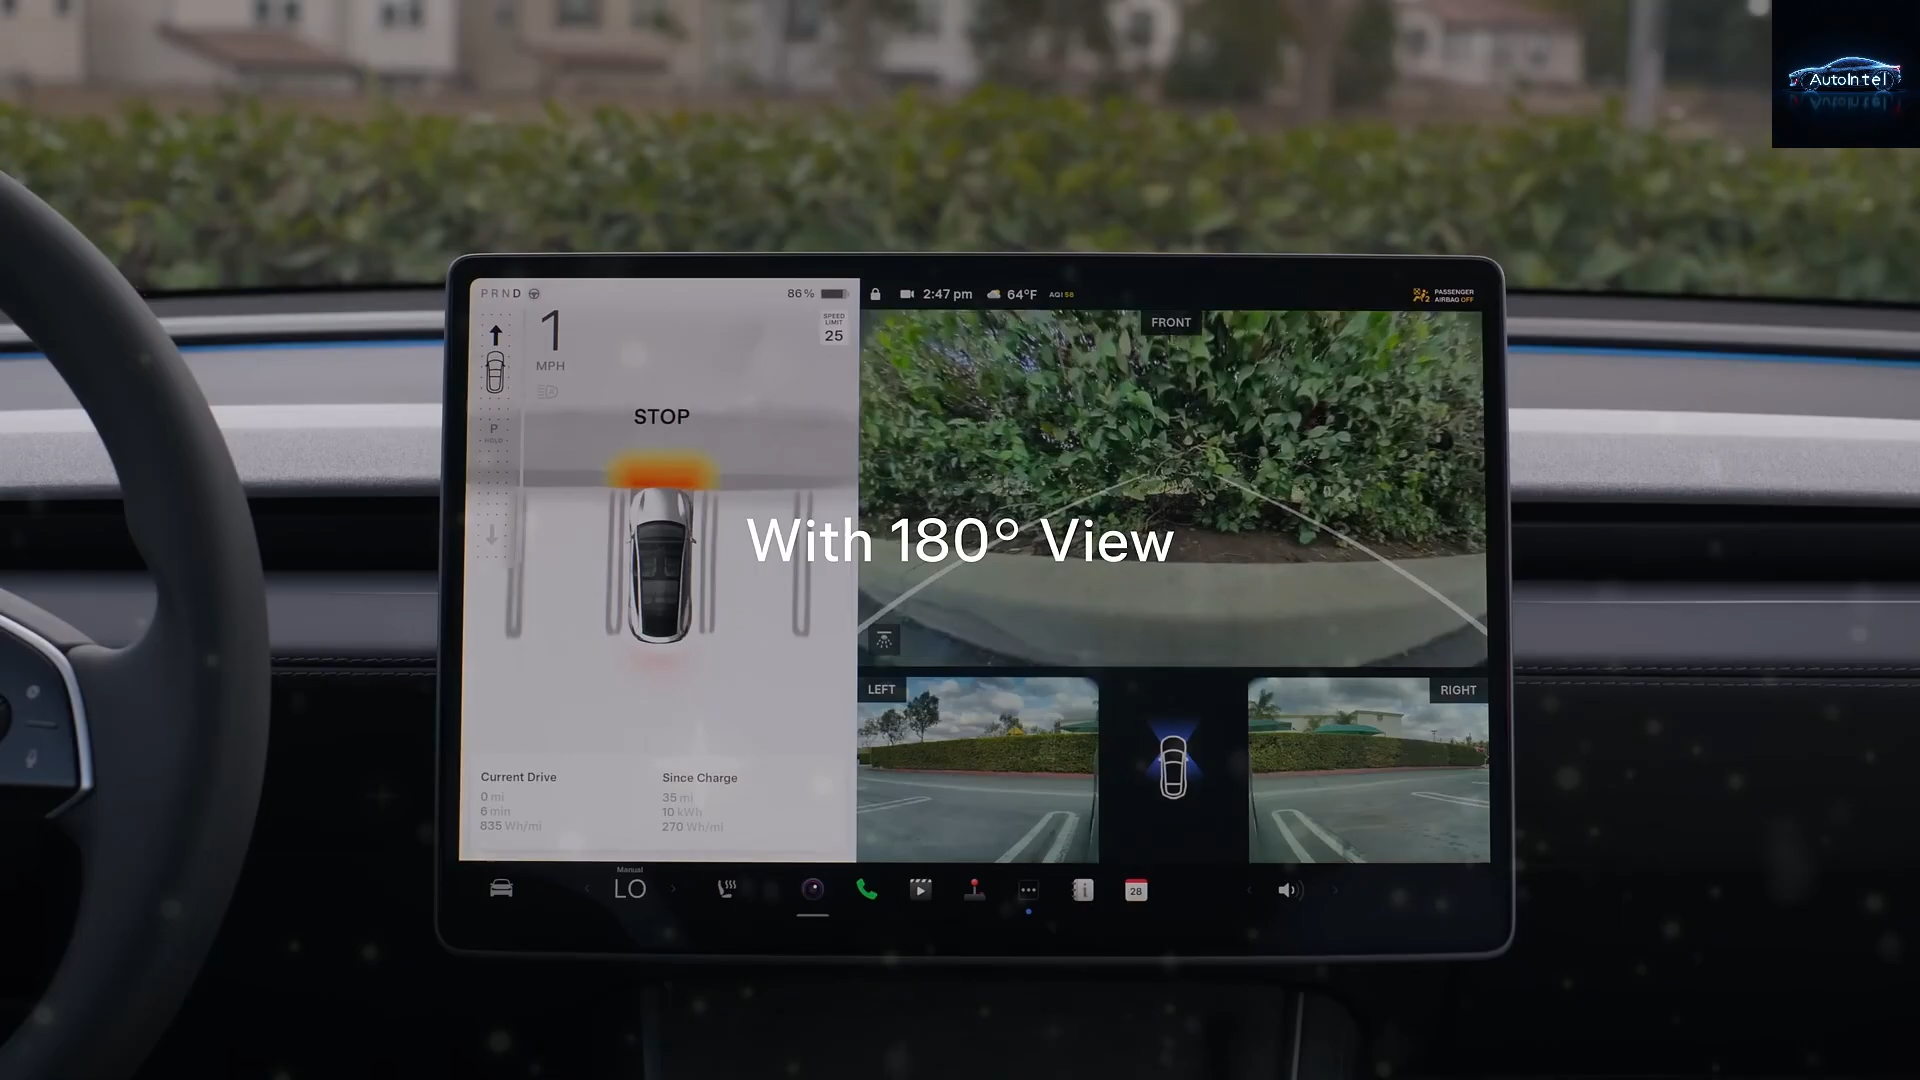 AutoIntel
PRND
86%
2:47 pm
64°F
AQI 58
PASSENGER
AIRBAG OFF
1
MPH
SPEED
LIMIT
25
FRONT
STOP
P
HOLD
With 180° View
LEFT
RIGHT
Current Drive
0 mi
6 min
835 Wh/mi
Since Charge
35 mi
10 kWh
270 Wh/mi
Manual
LO
28